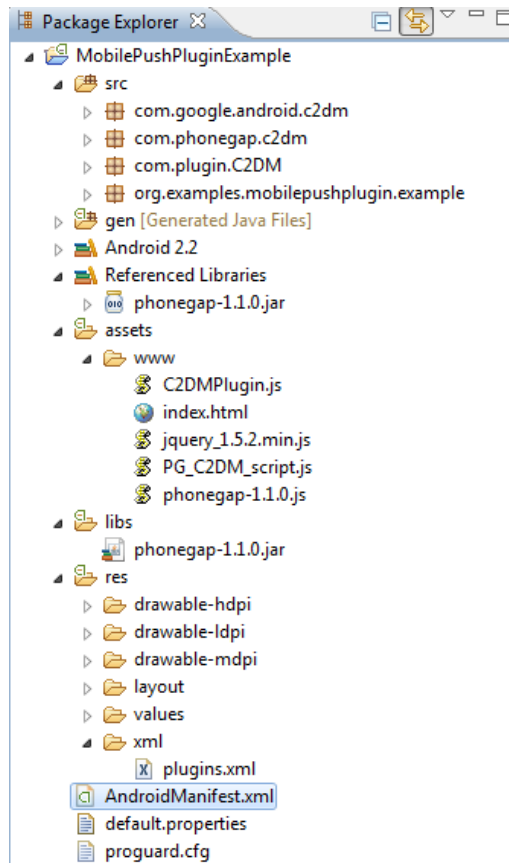 Package Explorer
MobilePushPluginExample
src
com.google.android.c2dm
com.phonegap.c2dm
com.plugin.C2DM
org.examples.mobilepushplugin.example
gen [Generated Java Files]
Android 2.2
Referenced Libraries
phonegap-1.1.0.jar
assets
www
C2DMPlugin.js
index.html
jquery_1.5.2.min.js
PG_C2DM_script.js
phonegap-1.1.0.js
libs
phonegap-1.1.0.jar
res
drawable-hdpi
drawable-ldpi
drawable-mdpi
layout
values
xml
plugins.xml
AndroidManifest.xml
default.properties
proguard.cfg